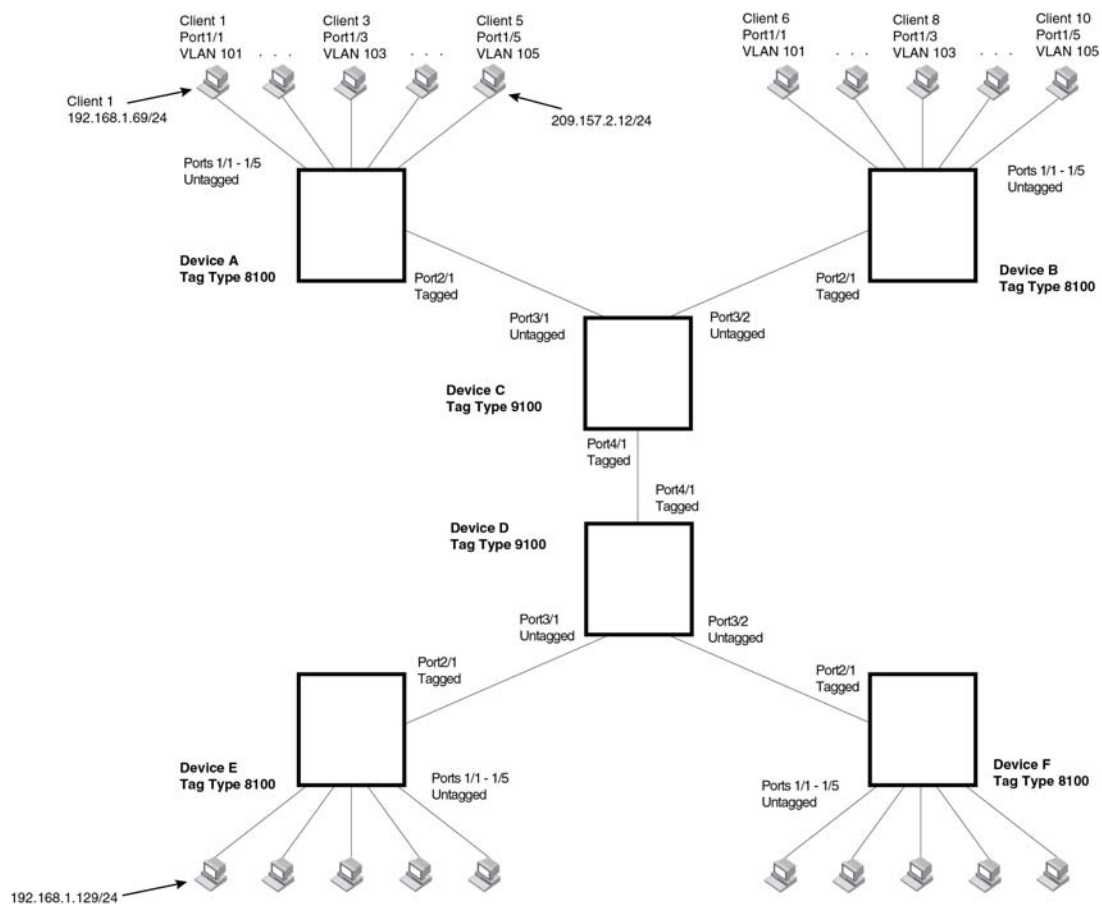 Client 1
Port1/1
VLAN 101
. . .
Client 3
Port1/3
VLAN 103
. . .
Client 5
Port1/5
VLAN 105
Client 6
Port1/1
VLAN 101
. . .
Client 8
Port1/3
VLAN 103
. . .
Client 10
Port1/5
VLAN 105
Client 1
192.168.1.69/24
209.157.2.12/24
Ports 1/1 - 1/5
Untagged
Ports 1/1 - 1/5
Untagged
Device A
Tag Type 8100
Port2/1
Tagged
Port2/1
Tagged
Device B
Tag Type 8100
Port3/1
Untagged
Port3/2
Untagged
Device C
Tag Type 9100
Port4/1
Tagged
Port4/1
Tagged
Device D
Tag Type 9100
Port3/1
Untagged
Port3/2
Untagged
Port2/1
Tagged
Port2/1
Tagged
Device E
Tag Type 8100
Ports 1/1 - 1/5
Untagged
Ports 1/1 - 1/5
Untagged
Device F
Tag Type 8100
192.168.1.129/24